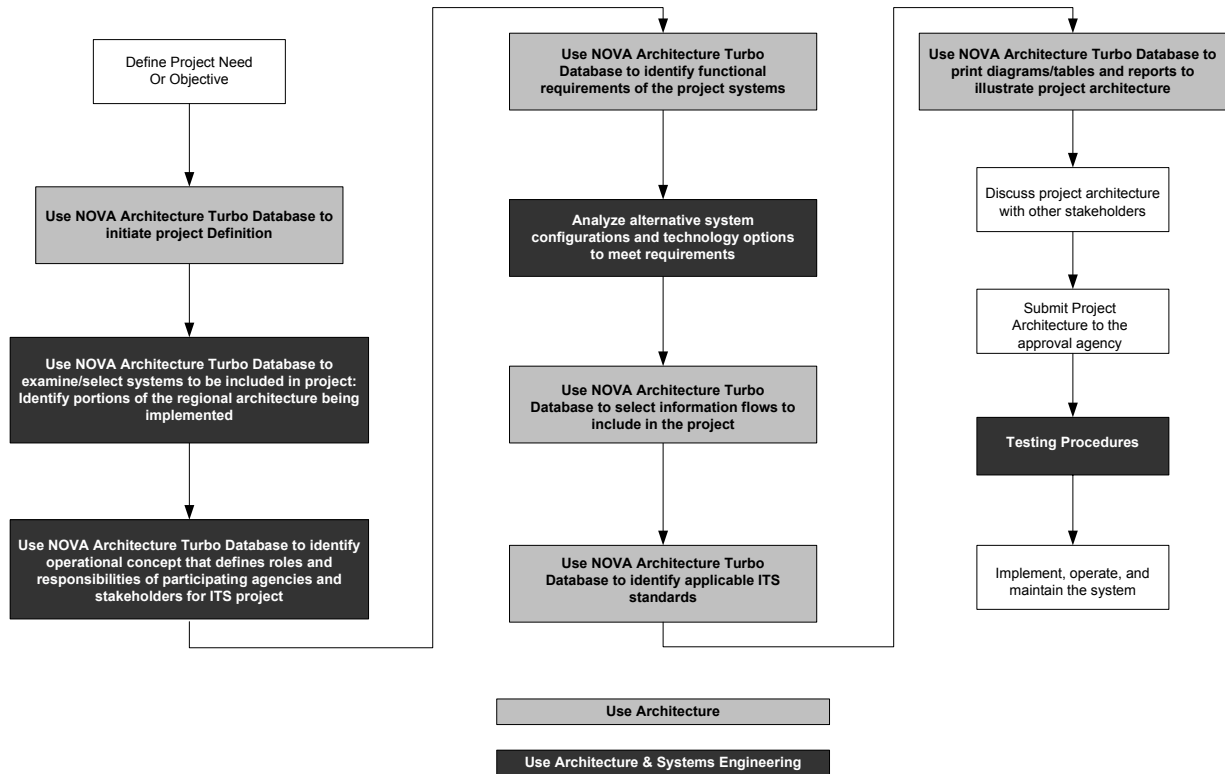 Define Project Need
Or Objective
Use NOVA Architecture Turbo Database to
initiate project Definition
Use NOVA Architecture Turbo Database to
examine/select systems to be included in project:
Identify portions of the regional architecture being
implemented
Use NOVA Architecture Turbo Database to identify
operational concept that defines roles and
responsibilities of participating agencies and
stakeholders for ITS project
Use NOVA Architecture Turbo
Database to identify functional
requirements of the project systems
Analyze alternative system
configurations and technology options
to meet requirements
Use NOVA Architecture Turbo
Database to select information flows to
include in the project
Use NOVA Architecture Turbo
Database to identify applicable ITS
standards
Use NOVA Architecture Turbo Database to
print diagrams/tables and reports to
illustrate project architecture
Discuss project architecture
with other stakeholders
Submit Project
Architecture to the
approval agency
Testing Procedures
Implement, operate, and
maintain the system
Use Architecture
Use Architecture & Systems Engineering